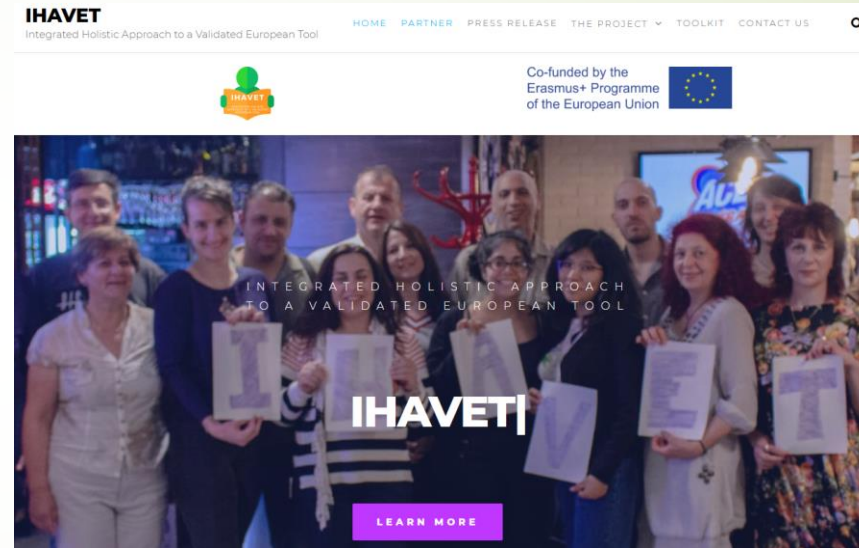 IHAVET
Integrated Holistic Approach to a Validated European Tool
HOME PARTNER PRESS RELEASE THE PROJECT TOOLKIT CONTACT US
IHAVET
Co-funded by the
Erasmus+ Programme
of the European Union
INTEGRATED HOLISTIC APPROACH
TO A VALIDATED EUROPEAN TOOL
I H A V E T
IHAVET|
LEARN MORE